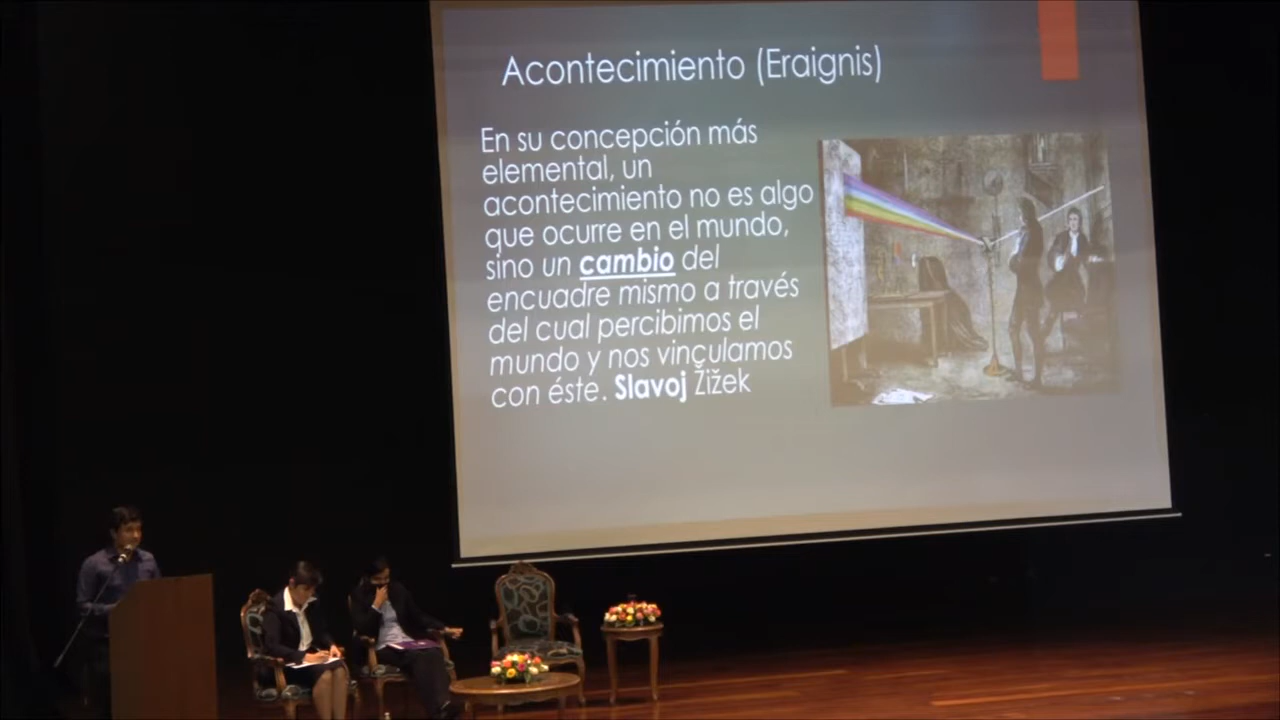 Acontecimiento (Eraignis)
En su concepción más
elemental, un
acontecimiento no es algo
que ocurre en el mundo,
sino un cambio del
encuadre mismo a través
del cual percibimos el
mundo y nos vinculamos
con éste. Slavoj Žižek